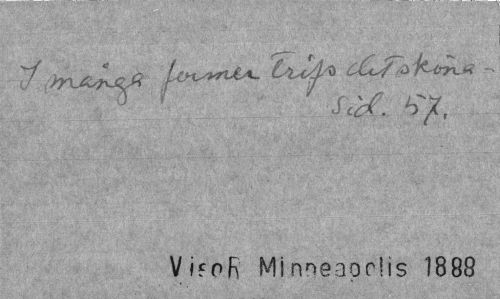 I många former trifs det sköna -
Sid. 57.
VisoR Minneapolis 1888